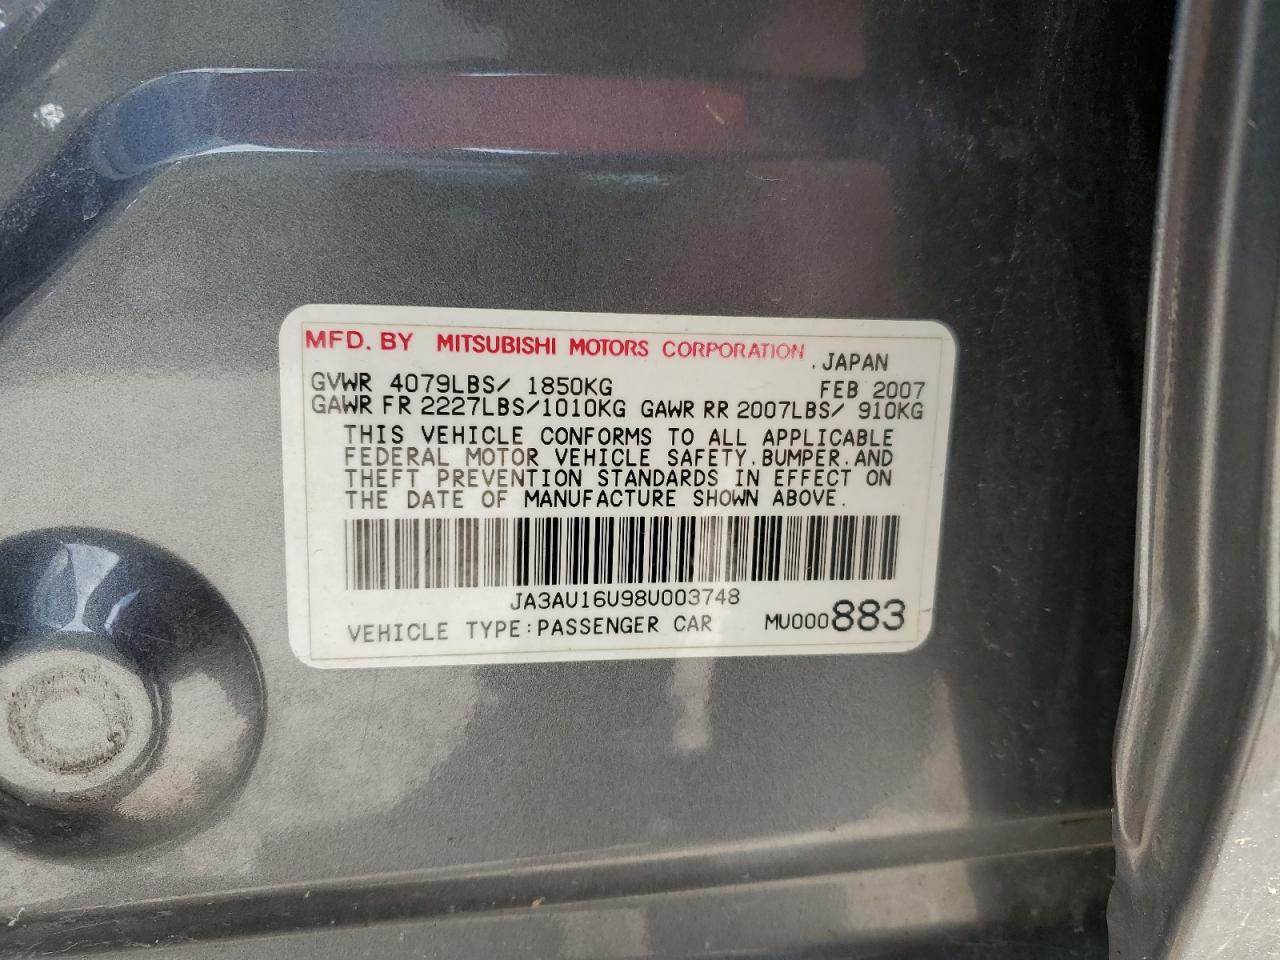 MFD. BY MITSUBISHI MOTORS CORPORATION .JAPAN
GVWR 4079LBS/ 1850KG FEB 2007
GAWR FR 2227LBS/1010KG GAWR RR 2007LBS/ 910KG
THIS VEHICLE CONFORMS TO ALL APPLICABLE
FEDERAL MOTOR VEHICLE SAFETY.BUMPER.AND
THEFT PREVENTION STANDARDS IN EFFECT ON
THE DATE OF MANUFACTURE SHOWN ABOVE.
JA3AU16U98U003748
VEHICLE TYPE:PASSENGER CAR MU000883